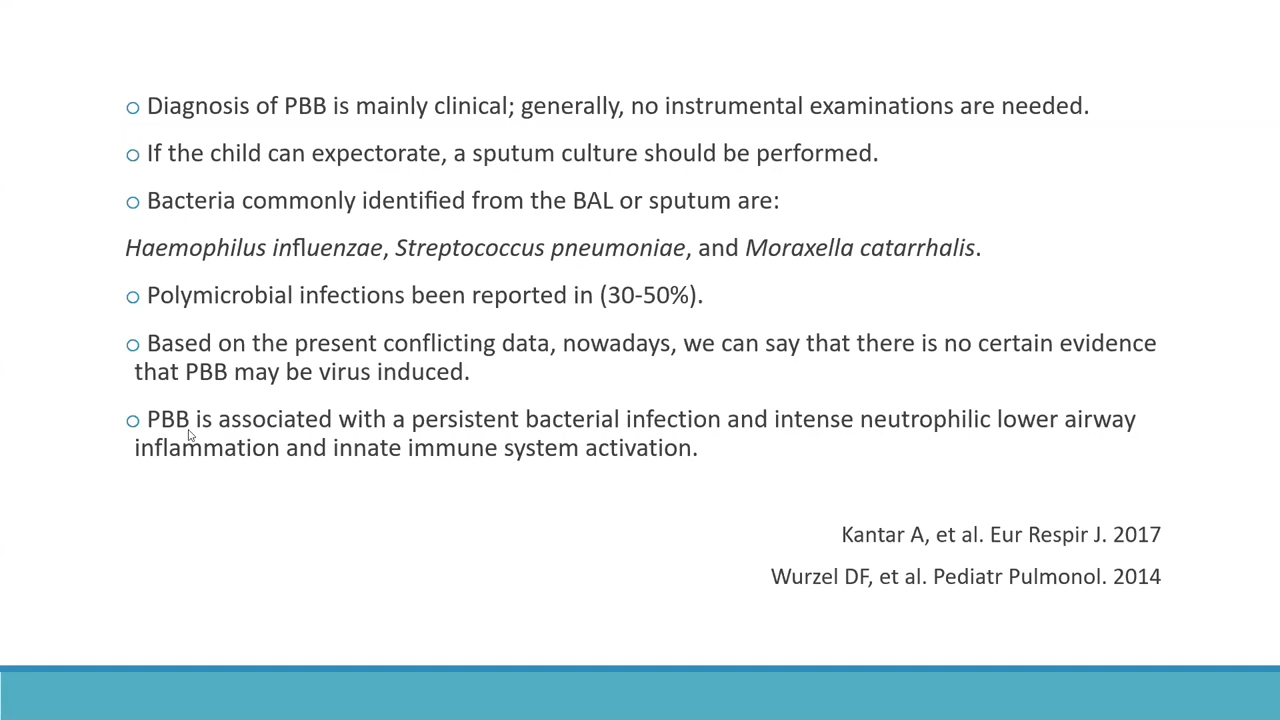 o Diagnosis of PBB is mainly clinical; generally, no instrumental examinations are needed.
o If the child can expectorate, a sputum culture should be performed.
o Bacteria commonly identified from the BAL or sputum are:
Haemophilus influenzae, Streptococcus pneumoniae, and Moraxella catarrhalis.
o Polymicrobial infections been reported in (30-50%).
o Based on the present conflicting data, nowadays, we can say that there is no certain evidence
that PBB may be virus induced.
o PBB is associated with a persistent bacterial infection and intense neutrophilic lower airway
inflammation and innate immune system activation.
Kantar A, et al. Eur Respir J. 2017
Wurzel DF, et al. Pediatr Pulmonol. 2014